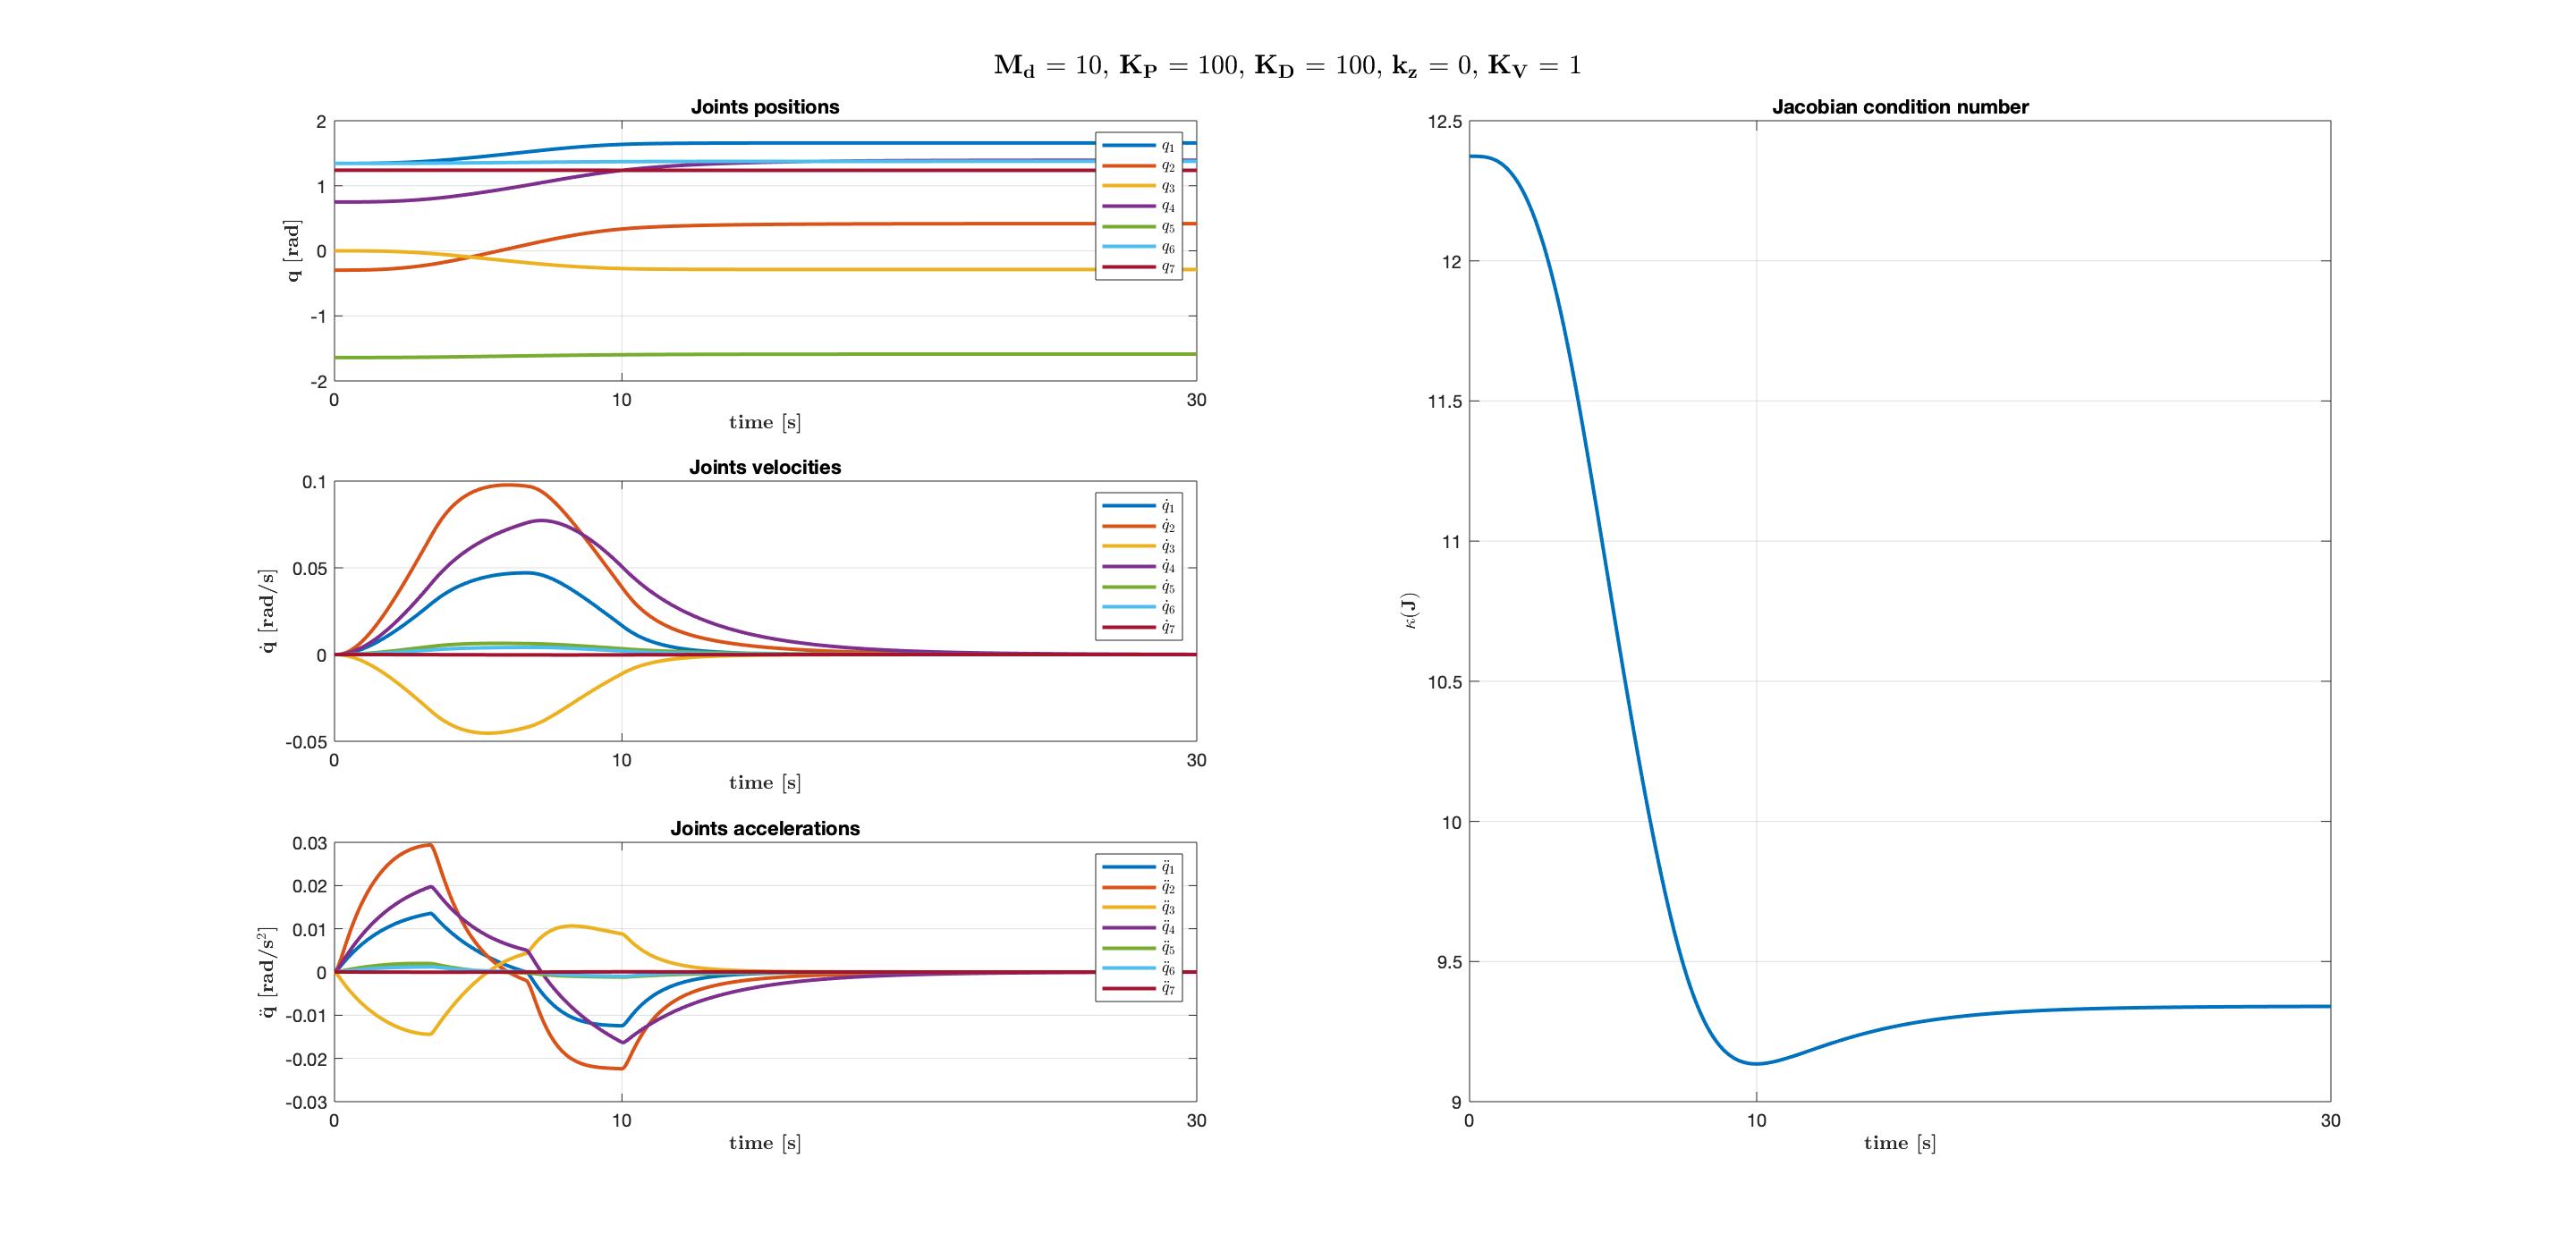 M_d = 10, K_P = 100, K_D = 100, k_z = 0, K_V = 1
Joints positions
2
1
0
-1
-2
q [rad]
0 10 30
time [s]
q₁
q₂
q₃
q₄
q₅
q₆
q₇
Joints velocities
0.1
0.05
0
-0.05
q̇ [rad/s]
0 10 30
time [s]
q̇₁
q̇₂
q̇₃
q̇₄
q̇₅
q̇₆
q̇₇
Joints accelerations
0.03
0.02
0.01
0
-0.01
-0.02
-0.03
q̈ [rad/s²]
0 10 30
time [s]
q̈₁
q̈₂
q̈₃
q̈₄
q̈₅
q̈₆
q̈₇
Jacobian condition number
12.5
12
11.5
11
10.5
10
9.5
9
κ(J)
0 10 30
time [s]